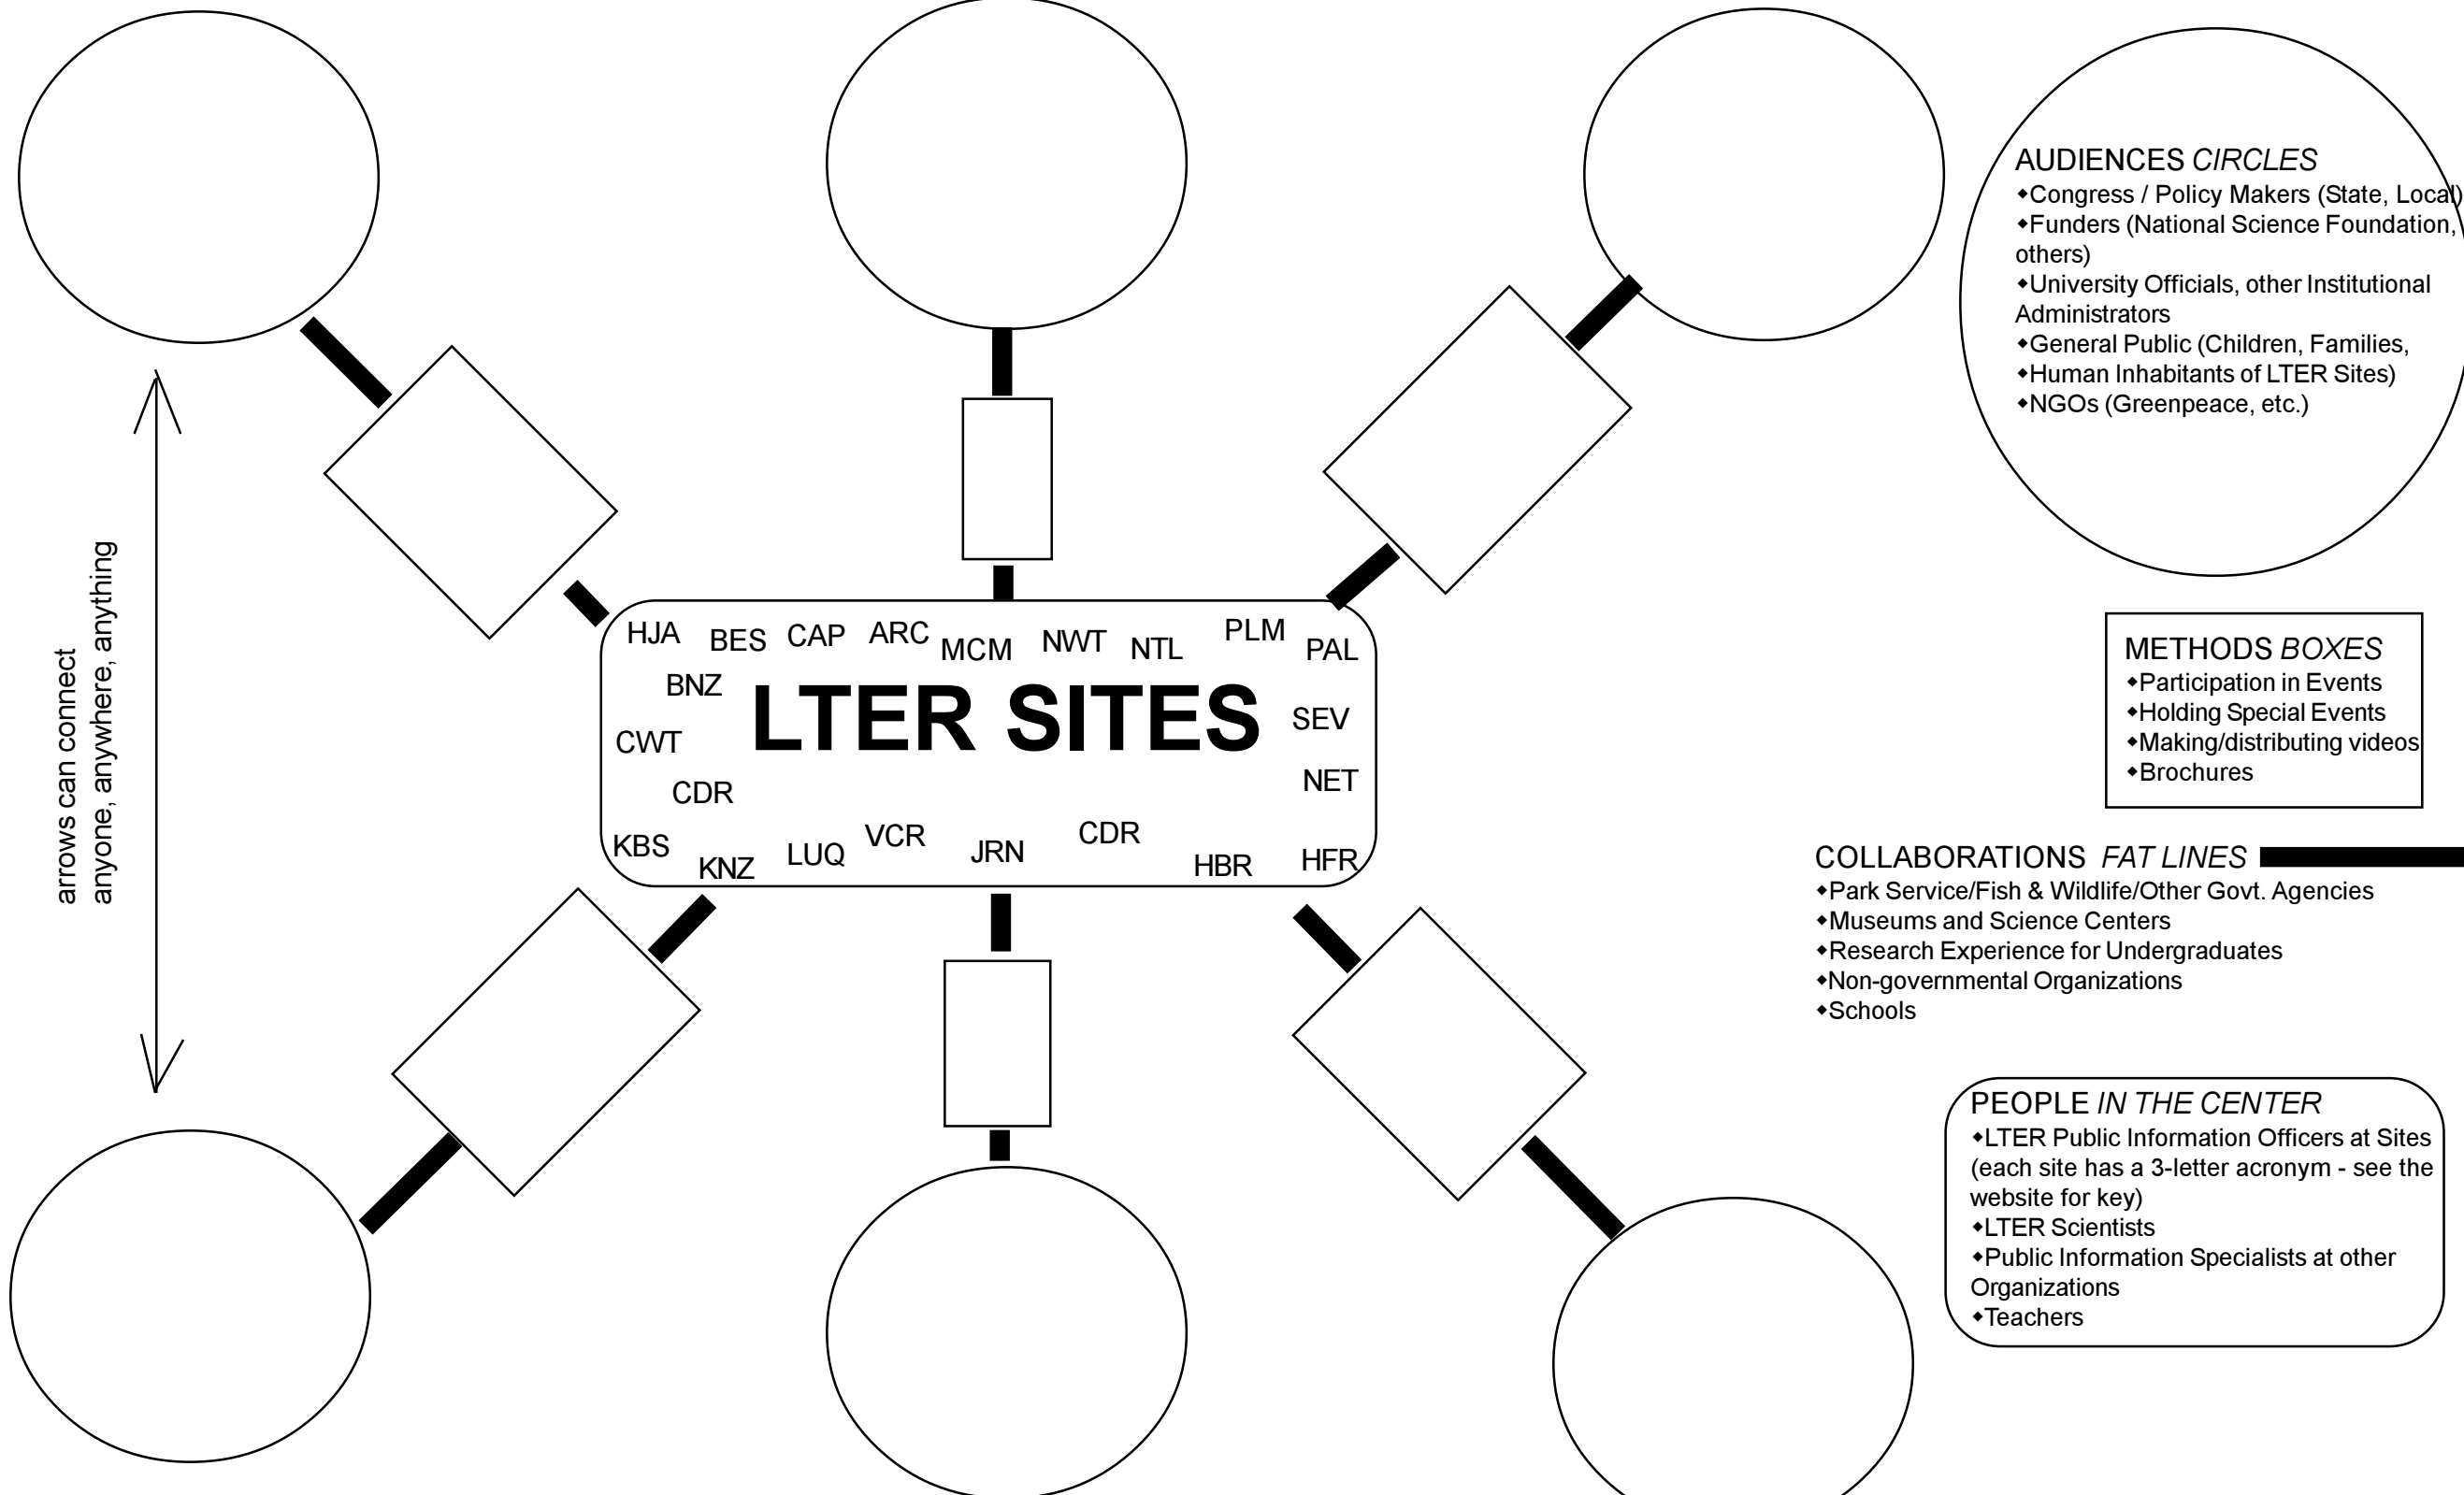 AUDIENCES CIRCLES
◆Congress / Policy Makers (State, Local)
◆Funders (National Science Foundation,
others)
◆University Officials, other Institutional
Administrators
◆General Public (Children, Families,
◆Human Inhabitants of LTER Sites)
◆NGOs (Greenpeace, etc.)
arrows can connect
anyone, anywhere, anything
HJA BES CAP ARC MCM NWT NTL PLM PAL
BNZ
LTER SITES
SEV
CWT
NET
CDR
KBS KNZ LUQ VCR JRN CDR HBR HFR
METHODS BOXES
◆Participation in Events
◆Holding Special Events
◆Making/distributing videos
◆Brochures
COLLABORATIONS FAT LINES
◆Park Service/Fish & Wildlife/Other Govt. Agencies
◆Museums and Science Centers
◆Research Experience for Undergraduates
◆Non-governmental Organizations
◆Schools
PEOPLE IN THE CENTER
◆LTER Public Information Officers at Sites
(each site has a 3-letter acronym - see the
website for key)
◆LTER Scientists
◆Public Information Specialists at other
Organizations
◆Teachers